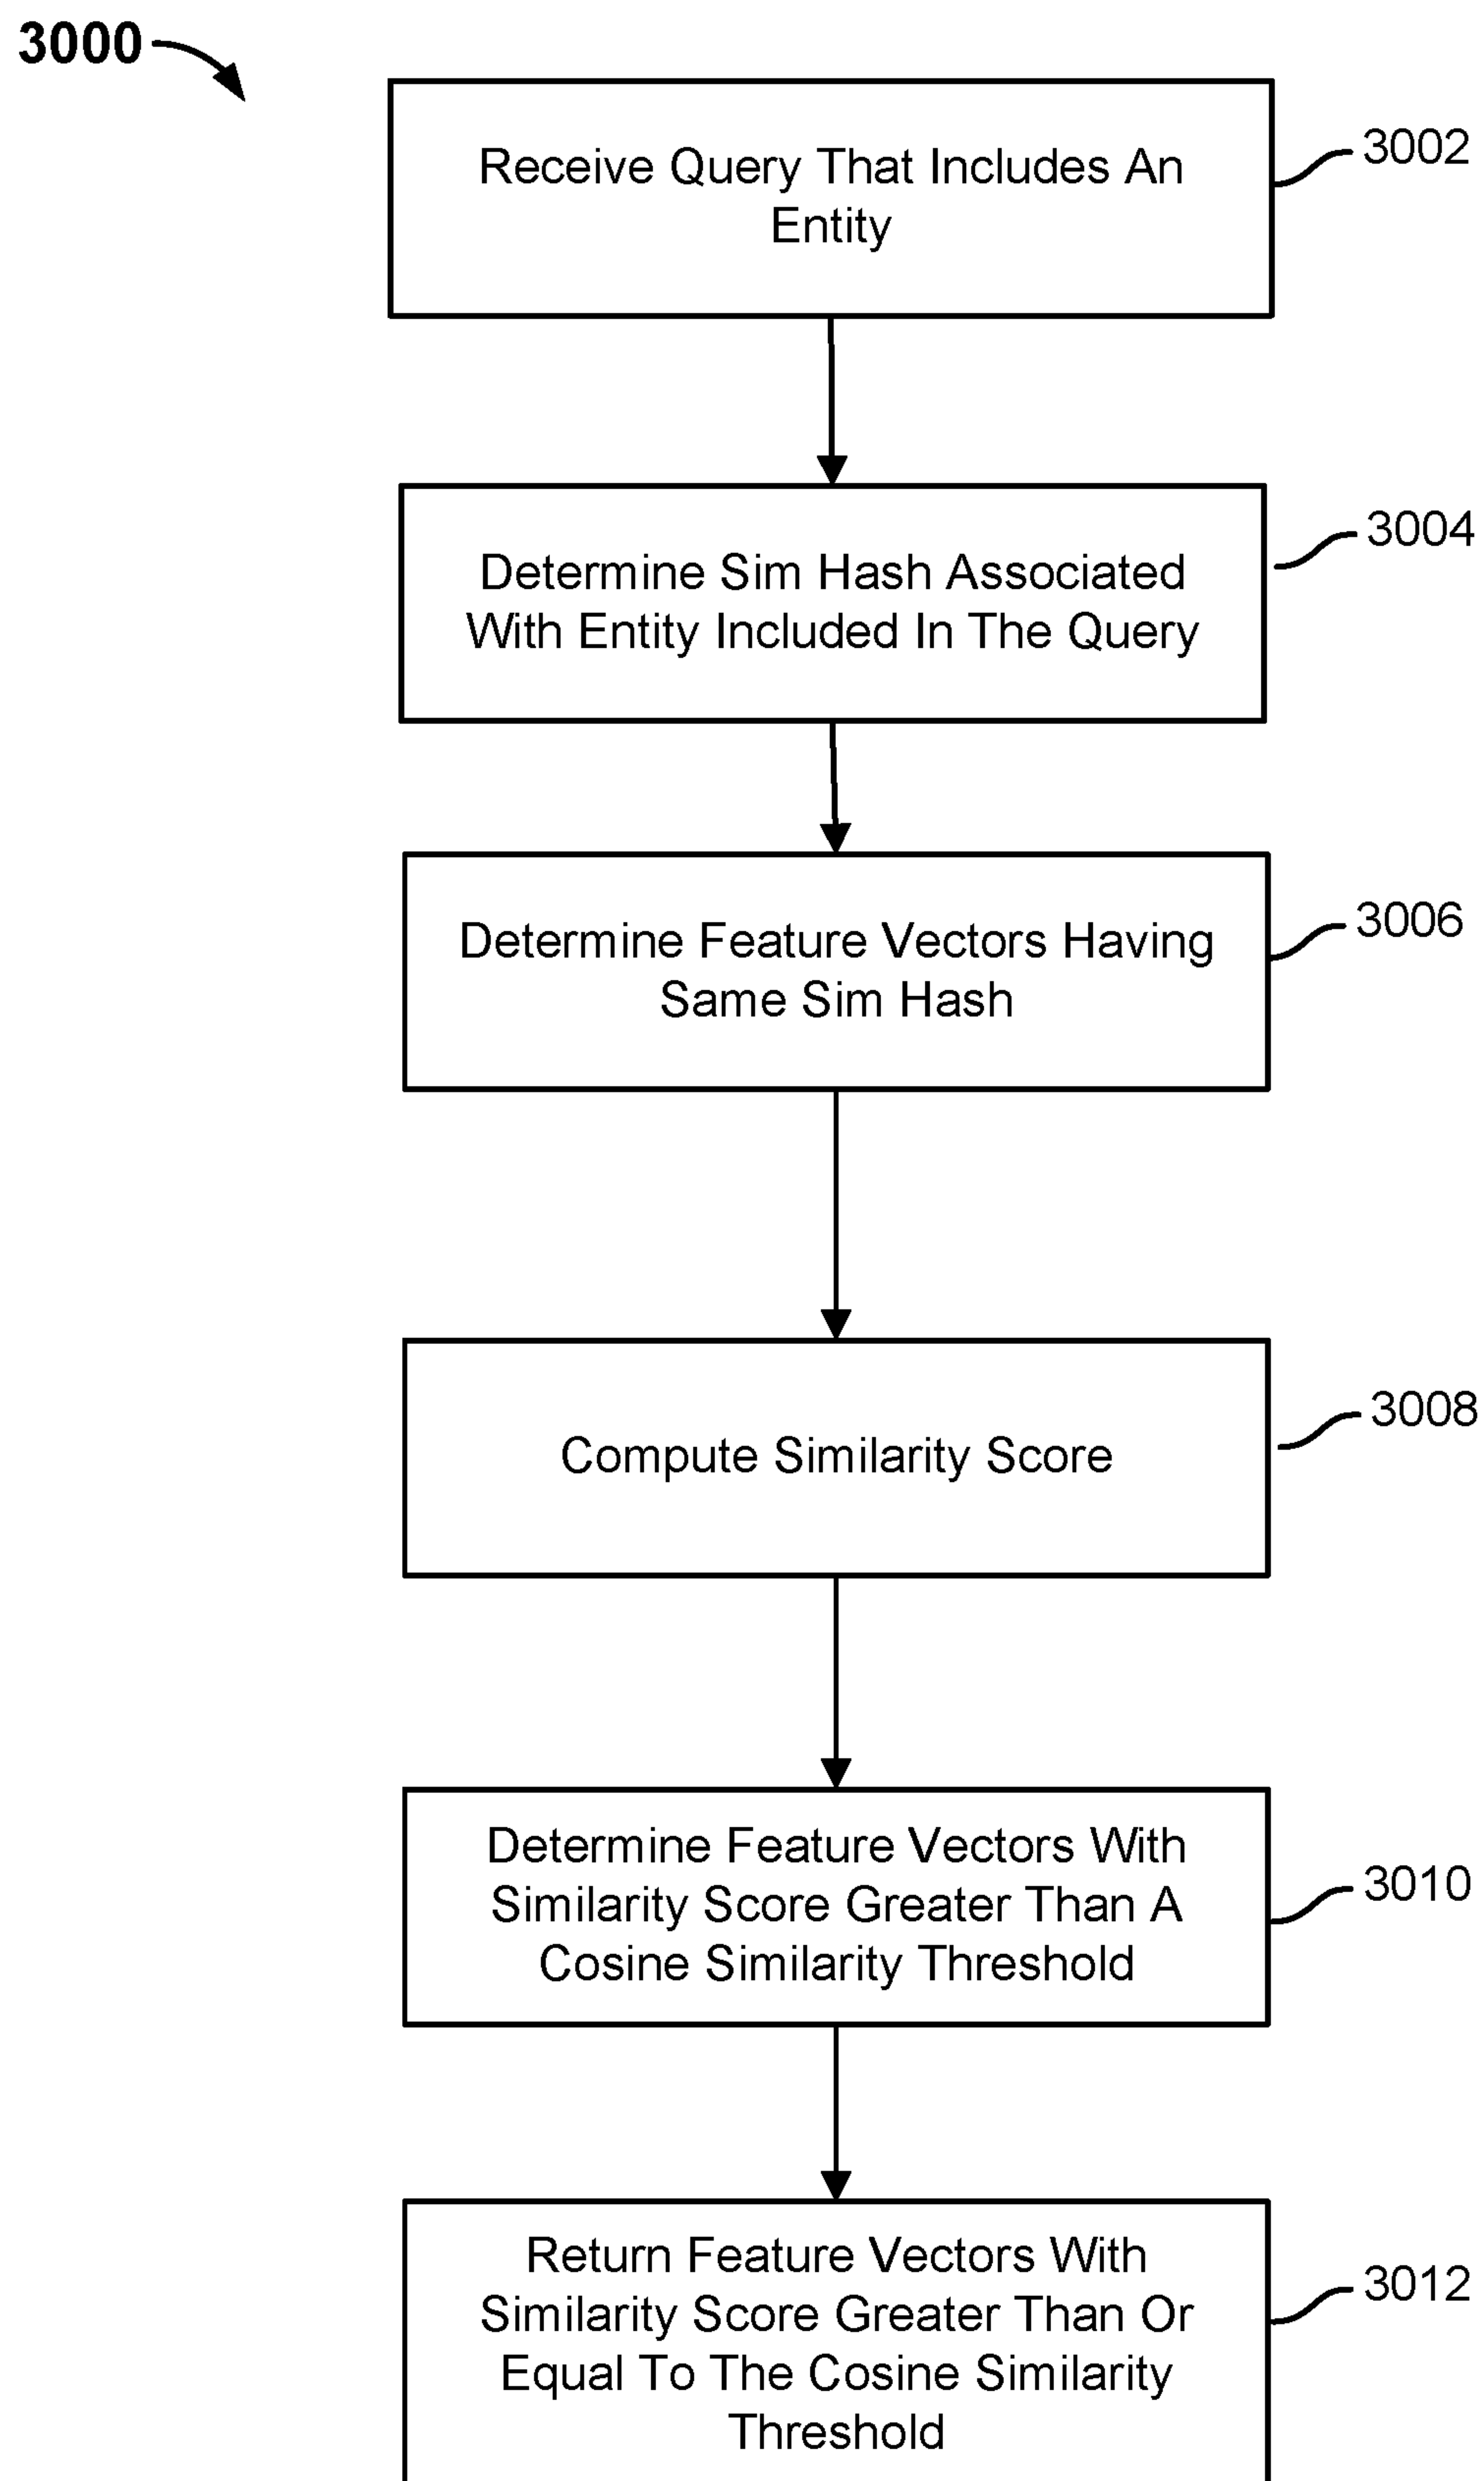 3000
Receive Query That Includes An
Entity
3002
Determine Sim Hash Associated
With Entity Included In The Query
3004
Determine Feature Vectors Having
Same Sim Hash
3006
Compute Similarity Score
3008
Determine Feature Vectors With
Similarity Score Greater Than A
Cosine Similarity Threshold
3010
Return Feature Vectors With
Similarity Score Greater Than Or
Equal To The Cosine Similarity
Threshold
3012